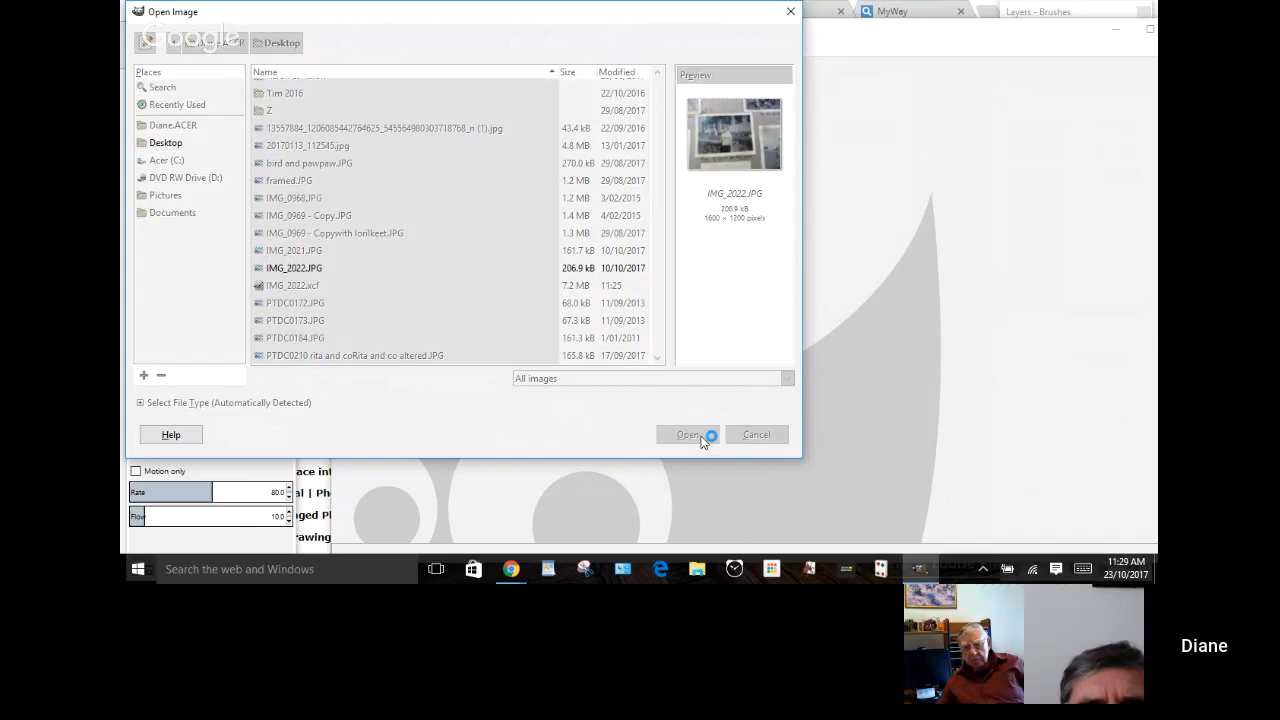 Open Image
MyWay
Layers - Brushes
Google
ACER
Desktop
Places
Search
Recently Used
Diane.ACER
Desktop
Acer (C:)
DVD RW Drive (D:)
Pictures
Documents
Name Size Modified
Tim 2016 22/10/2016
Z 29/08/2017
13557884_1206085442764625_545564980303718768_n (1).jpg 43.4 kB 22/09/2016
20170113_112545.jpg 4.8 MB 13/01/2017
bird and pawpaw.JPG 270.0 kB 29/08/2017
framed.JPG 1.2 MB 29/08/2017
IMG_0968.JPG 1.2 MB 3/02/2015
IMG_0969 - Copy.JPG 1.4 MB 4/02/2015
IMG_0969 - Copywith lorilkeet.JPG 1.3 MB 29/08/2017
IMG_2021.JPG 161.7 kB 10/10/2017
IMG_2022.JPG 206.9 kB 10/10/2017
IMG_2022.xcf 7.2 MB 11:25
PTDC0172.JPG 68.0 kB 11/09/2013
PTDC0173.JPG 67.3 kB 11/09/2013
PTDC0184.JPG 161.3 kB 1/01/2011
PTDC0210 rita and coRita and co altered.JPG 165.8 kB 17/09/2017
Preview
IMG_2022.JPG
206.9 kB
1600 × 1200 pixels
All images
Select File Type (Automatically Detected)
Help
Open
Cancel
Motion only
Rate 80.0
Flow 10.0
ace int
al | Pho
nged Ph
rawing
Search the web and Windows
11:29 AM
23/10/2017
Diane